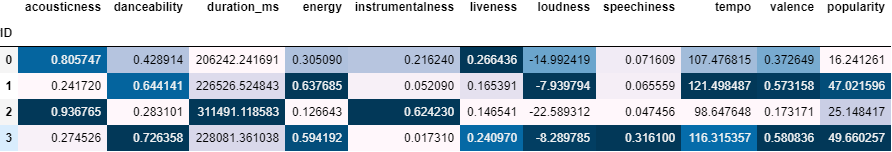 acousticness danceability duration_ms energy instrumentalness liveness loudness speechiness tempo valence popularity
ID
0 0.805747 0.428914 206242.241691 0.305090 0.216240 0.266436 -14.992419 0.071609 107.476815 0.372649 16.241261
1 0.241720 0.644141 226526.524843 0.637685 0.052090 0.165391 -7.939794 0.065559 121.498487 0.573158 47.021596
2 0.936765 0.283101 311491.118583 0.126643 0.624230 0.146541 -22.589312 0.047456 98.647648 0.173171 25.148417
3 0.274526 0.726358 228081.361038 0.594192 0.017310 0.240970 -8.289785 0.316100 116.315357 0.580836 49.660257